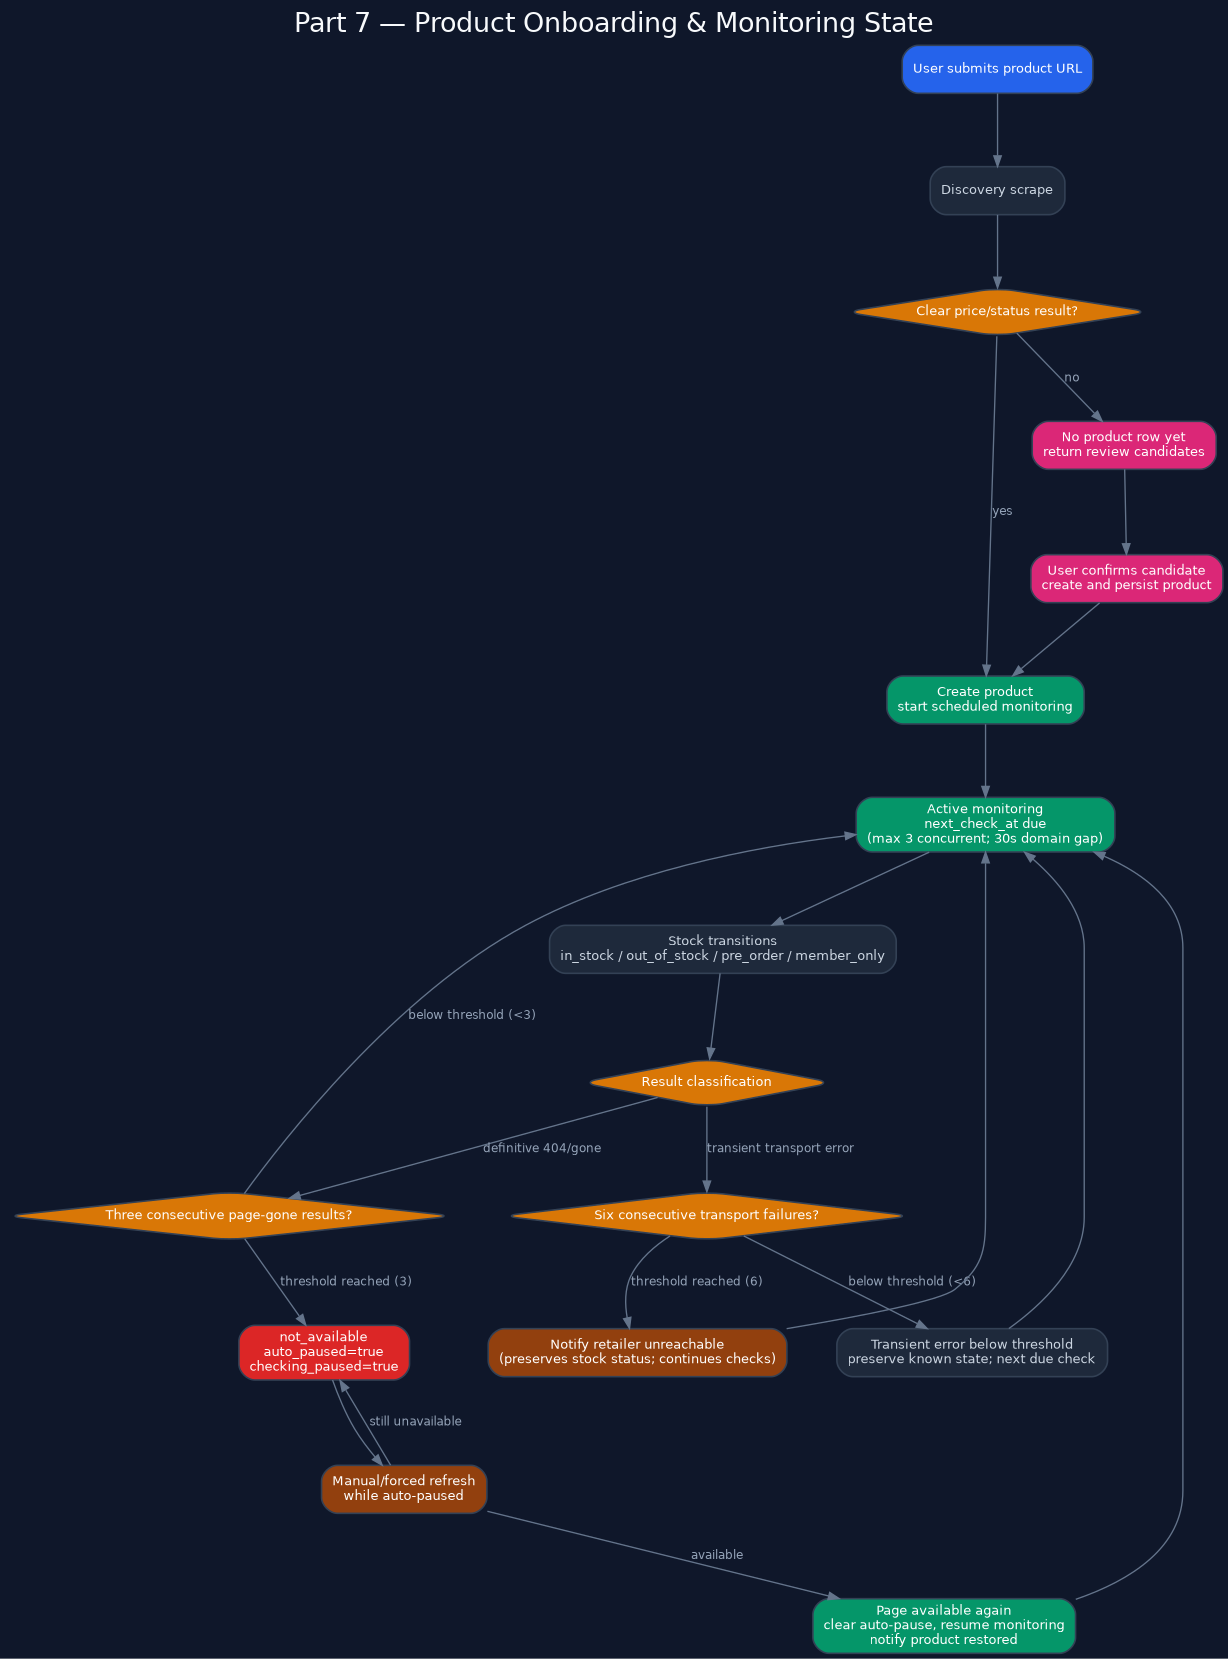 Part 7 — Product Onboarding & Monitoring State
User submits product URL
Discovery scrape
Clear price/status result?
no
No product row yet
return review candidates
yes
User confirms candidate
create and persist product
Create product
start scheduled monitoring
Active monitoring
next_check_at due
(max 3 concurrent; 30s domain gap)
Stock transitions
in_stock / out_of_stock / pre_order / member_only
below threshold (<3)
Result classification
definitive 404/gone
transient transport error
Three consecutive page-gone results?
Six consecutive transport failures?
threshold reached (3)
threshold reached (6)
below threshold (<6)
not_available
auto_paused=true
checking_paused=true
Notify retailer unreachable
(preserves stock status; continues checks)
Transient error below threshold
preserve known state; next due check
still unavailable
Manual/forced refresh
while auto-paused
available
Page available again
clear auto-pause, resume monitoring
notify product restored